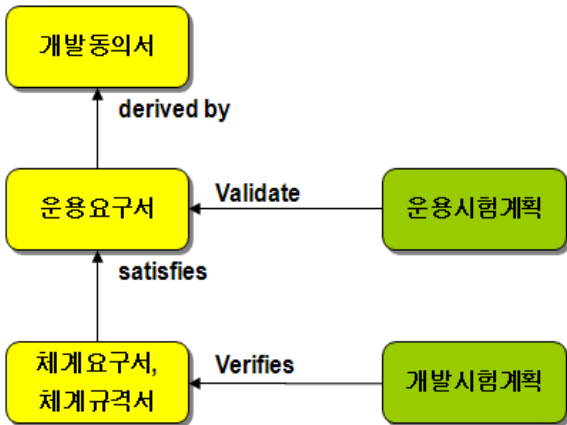 개발동의서
derived by
운용요구서
Validate
운용시험계획
satisfies
체계요구서,
체계규격서
Verifies
개발시험계획